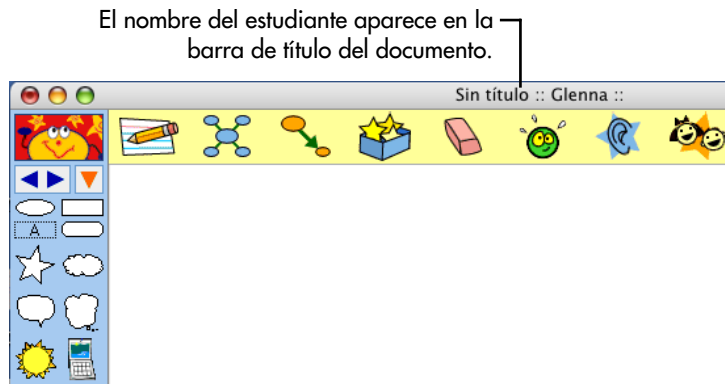 El nombre del estudiante aparece en la
barra de título del documento.
Sin título :: Glenna ::
A